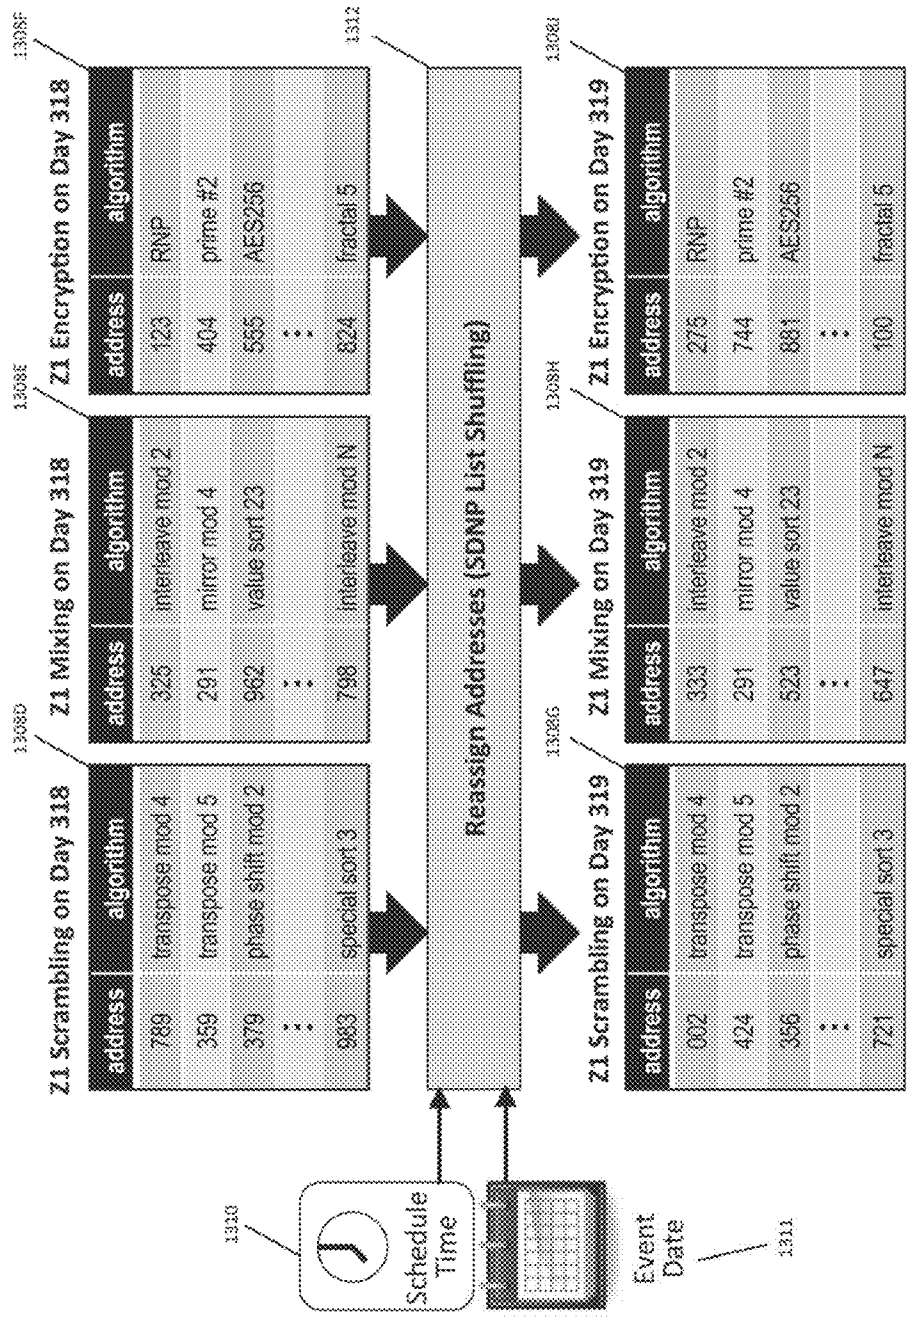 1308D
1308E
1308F
Z1 Scrambling on Day 318
address algorithm
789 transpose mod 4
359 transpose mod 5
379 phase shift mod 2
⋮
983 special sort 3
Z1 Mixing on Day 318
address algorithm
325 interleave mod 2
291 mirror mod 4
962 value sort 23
⋮
798 interleave mod N
Z1 Encryption on Day 318
address algorithm
123 RNP
404 prime #2
555 AES256
⋮
824 fractal 5
1310
Schedule
Time
Event
Date
1311
1312
Reassign Addresses (SDNP List Shuffling)
1308G
1308H
1308I
Z1 Scrambling on Day 319
address algorithm
002 transpose mod 4
424 transpose mod 5
356 phase shift mod 2
⋮
721 special sort 3
Z1 Mixing on Day 319
address algorithm
333 interleave mod 2
291 mirror mod 4
523 value sort 23
⋮
647 interleave mod N
Z1 Encryption on Day 319
address algorithm
275 RNP
744 prime #2
881 AES256
⋮
100 fractal 5